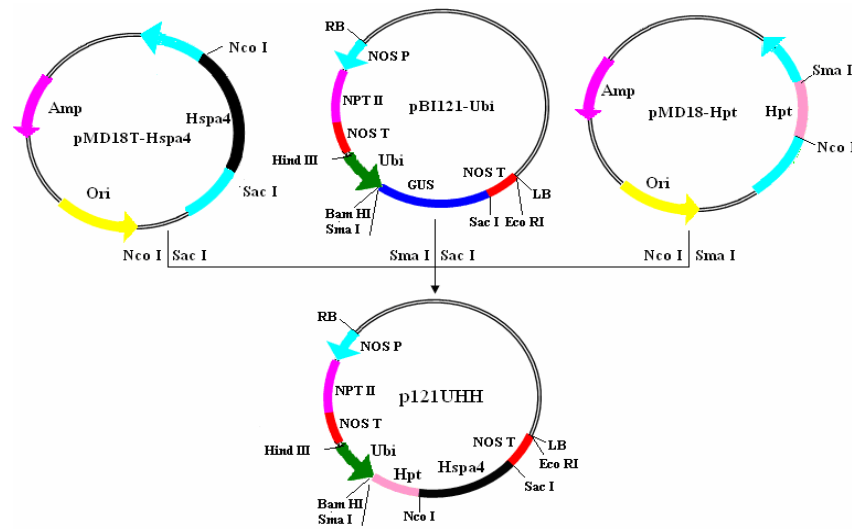 Nco I
Amp
Hspa4
pMD18T-Hspa4
Ori
Sac I
RB
NOS P
NPT II
pBI121-Ubi
NOS T
Hind III
Ubi
NOS T
GUS
LB
Bam HI
Sac I
Eco RI
Sma I
Sma I
Amp
Hpt
pMD18-Hpt
Nco I
Ori
Nco I
Sac I
Sma I
Sac I
Nco I
Sma I
RB
NOS P
NPT II
p121UHH
NOS T
NOS T
LB
Hind III
Ubi
Hspa4
Eco RI
Hpt
Sac I
Bam HI
Sma I
Nco I